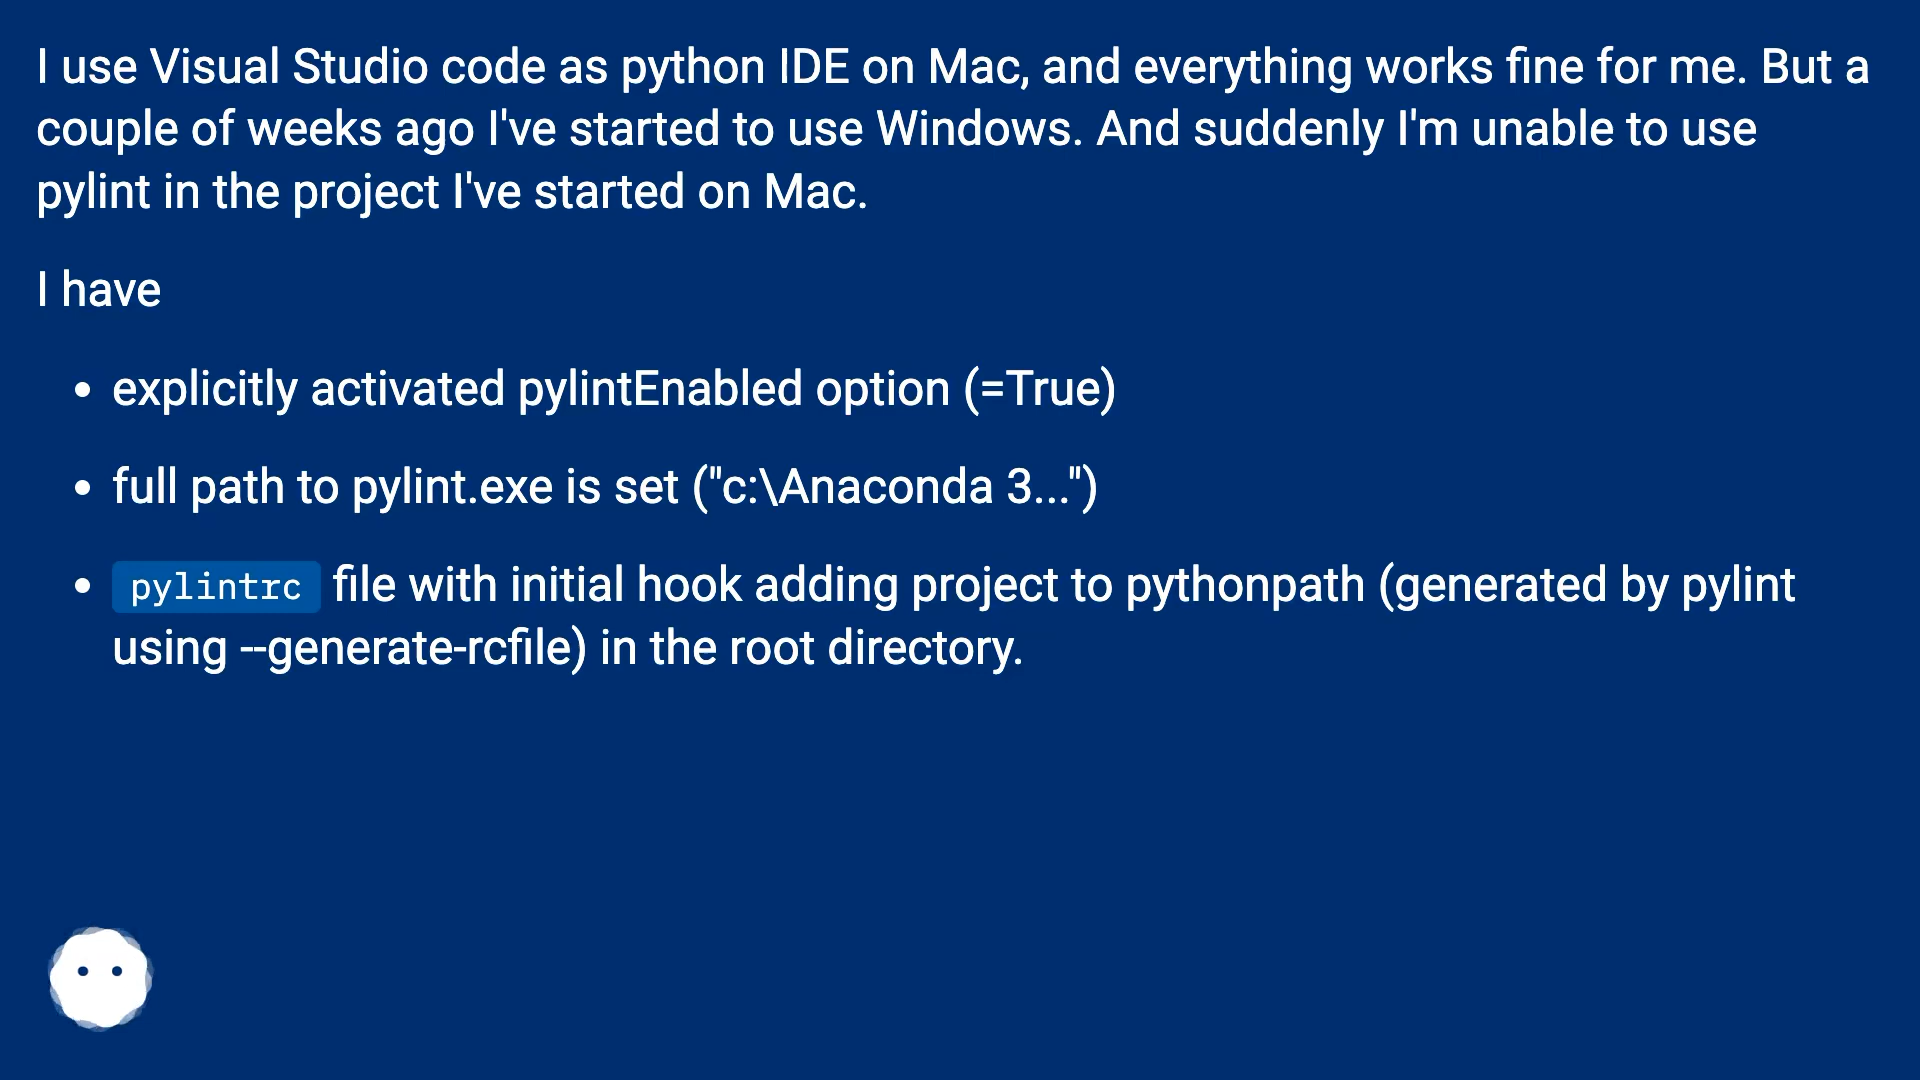 I use Visual Studio code as python IDE on Mac, and everything works fine for me. But a
couple of weeks ago I've started to use Windows. And suddenly I'm unable to use
pylint in the project I've started on Mac.
I have
• explicitly activated pylintEnabled option (=True)
• full path to pylint.exe is set ("c:\Anaconda 3...")
• pylintrc file with initial hook adding project to pythonpath (generated by pylint
using --generate-rcfile) in the root directory.